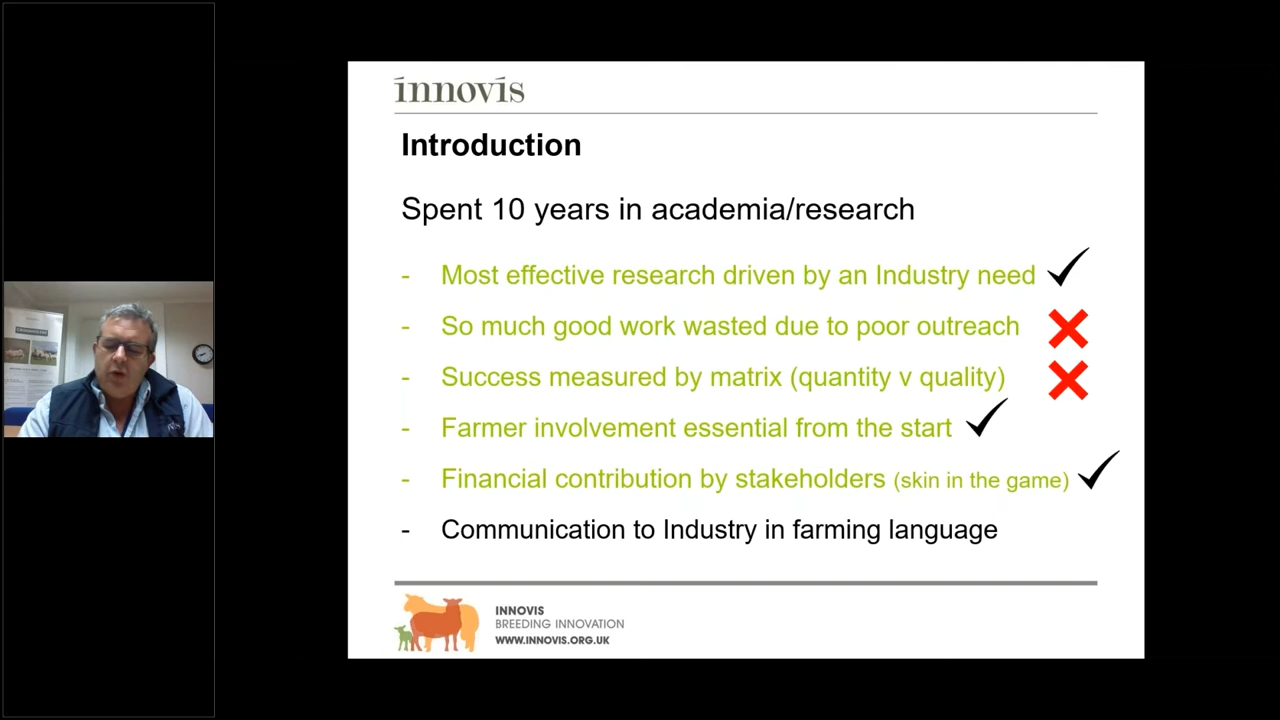 innovis
Introduction
Spent 10 years in academia/research
- Most effective research driven by an Industry need
- So much good work wasted due to poor outreach
- Success measured by matrix (quantity v quality)
- Farmer involvement essential from the start
- Financial contribution by stakeholders (skin in the game)
- Communication to Industry in farming language
INNOVIS
BREEDING INNOVATION
WWW.INNOVIS.ORG.UK